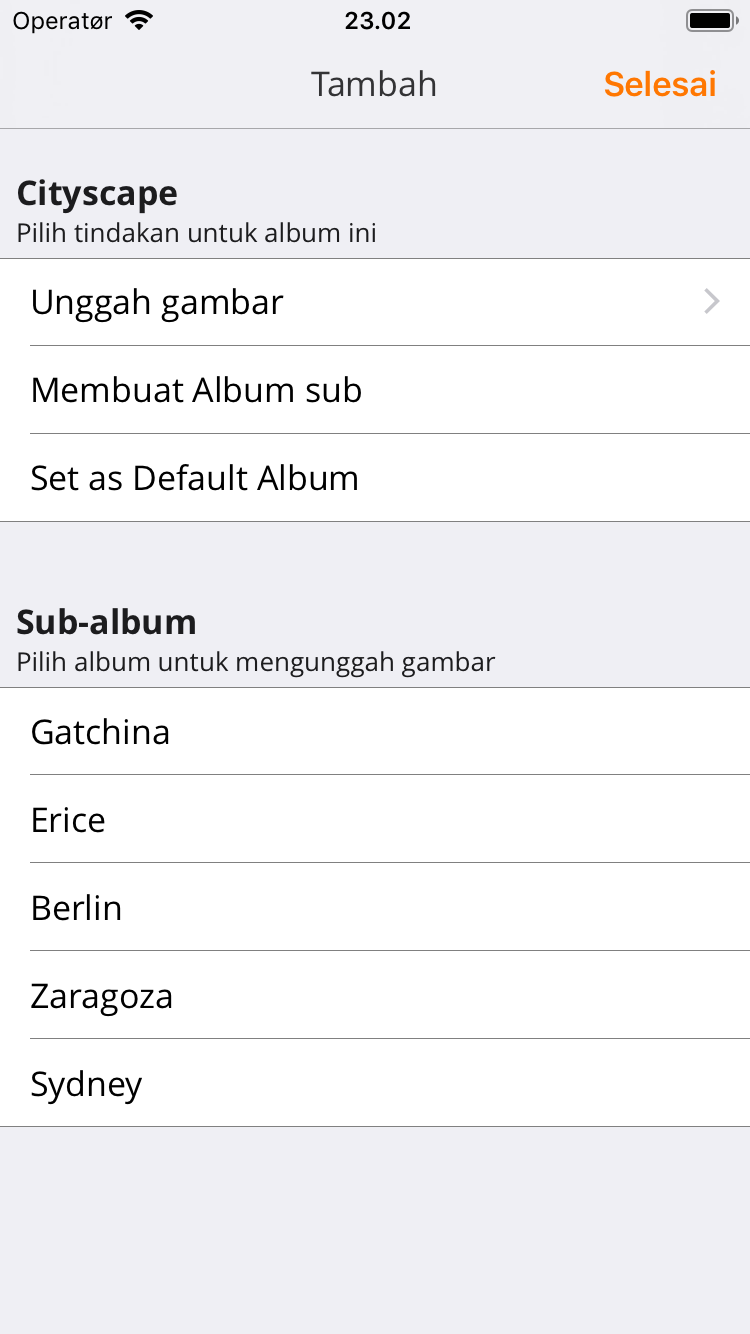 Operatør 23.02
Tambah Selesai
Cityscape
Pilih tindakan untuk album ini
Unggah gambar
Membuat Album sub
Set as Default Album
Sub-album
Pilih album untuk mengunggah gambar
Gatchina
Erice
Berlin
Zaragoza
Sydney